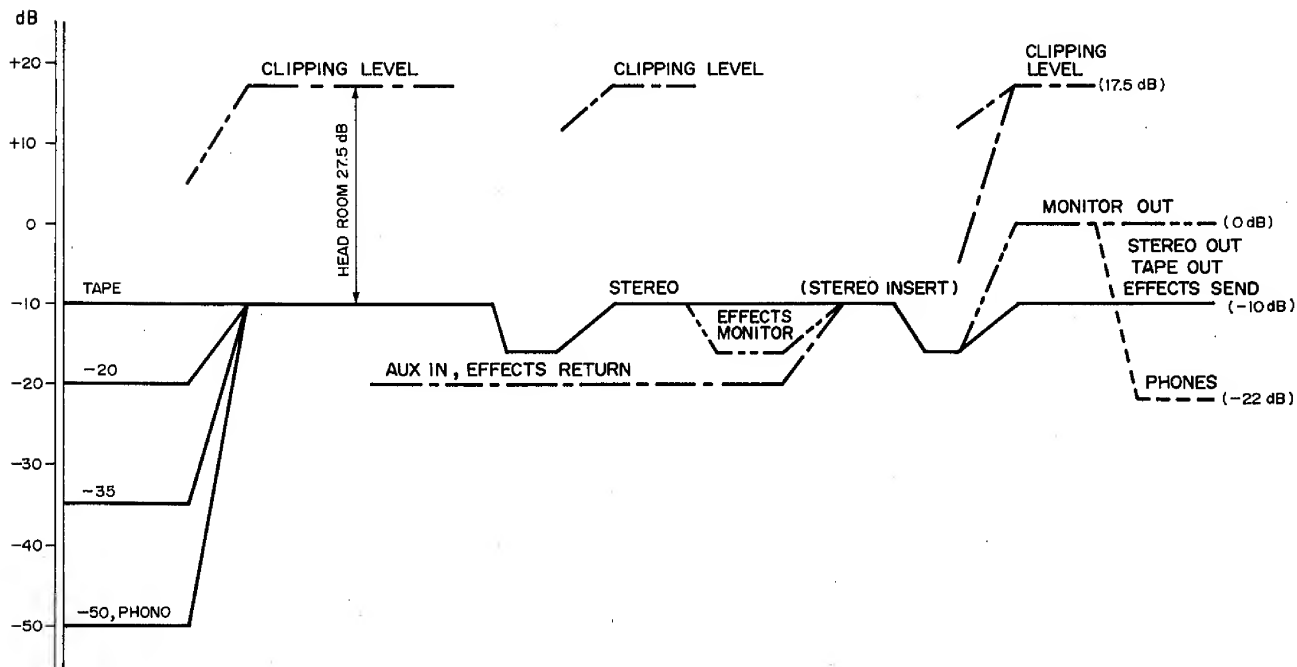 dB
+20
+10
0
-10
-20
-30
-40
-50
CLIPPING LEVEL
HEAD ROOM 27.5 dB
CLIPPING LEVEL
CLIPPING
LEVEL
(17.5 dB)
MONITOR OUT
(0 dB)
STEREO OUT
TAPE OUT
EFFECTS SEND
(-10 dB)
TAPE
STEREO
(STEREO INSERT)
EFFECTS
MONITOR
AUX IN, EFFECTS RETURN
PHONES
(-22 dB)
-20
-35
-50, PHONO